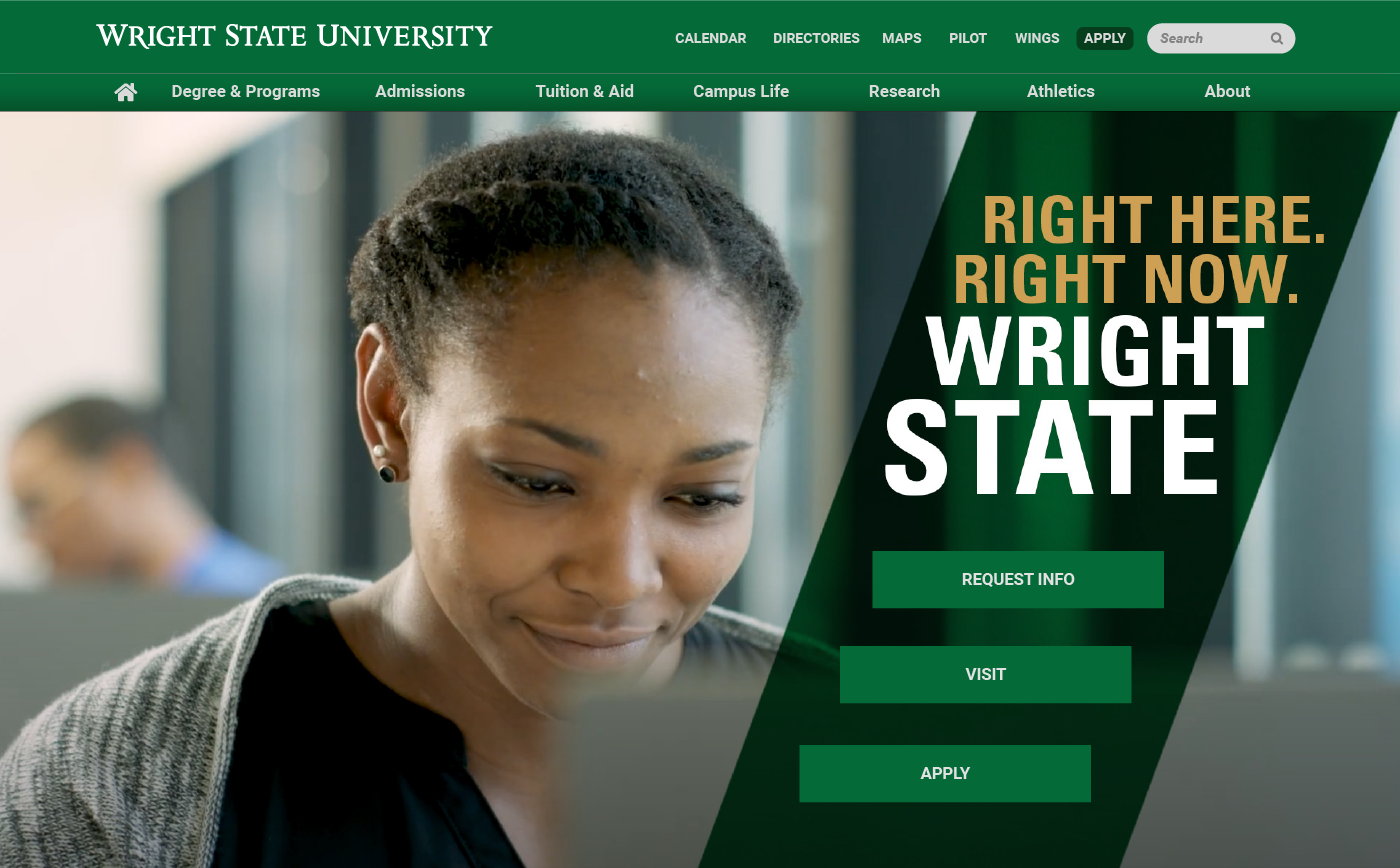 WRIGHT STATE UNIVERSITY
CALENDAR DIRECTORIES MAPS PILOT WINGS APPLY Search
Degree & Programs Admissions Tuition & Aid Campus Life Research Athletics About
RIGHT HERE.
RIGHT NOW.
WRIGHT
STATE
REQUEST INFO
VISIT
APPLY